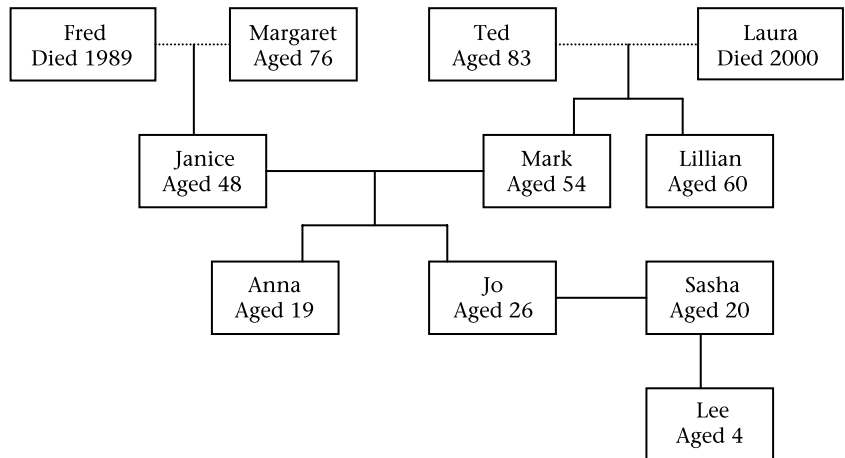 Fred
Died 1989
Margaret
Aged 76
Ted
Aged 83
Laura
Died 2000
Janice
Aged 48
Mark
Aged 54
Lillian
Aged 60
Anna
Aged 19
Jo
Aged 26
Sasha
Aged 20
Lee
Aged 4